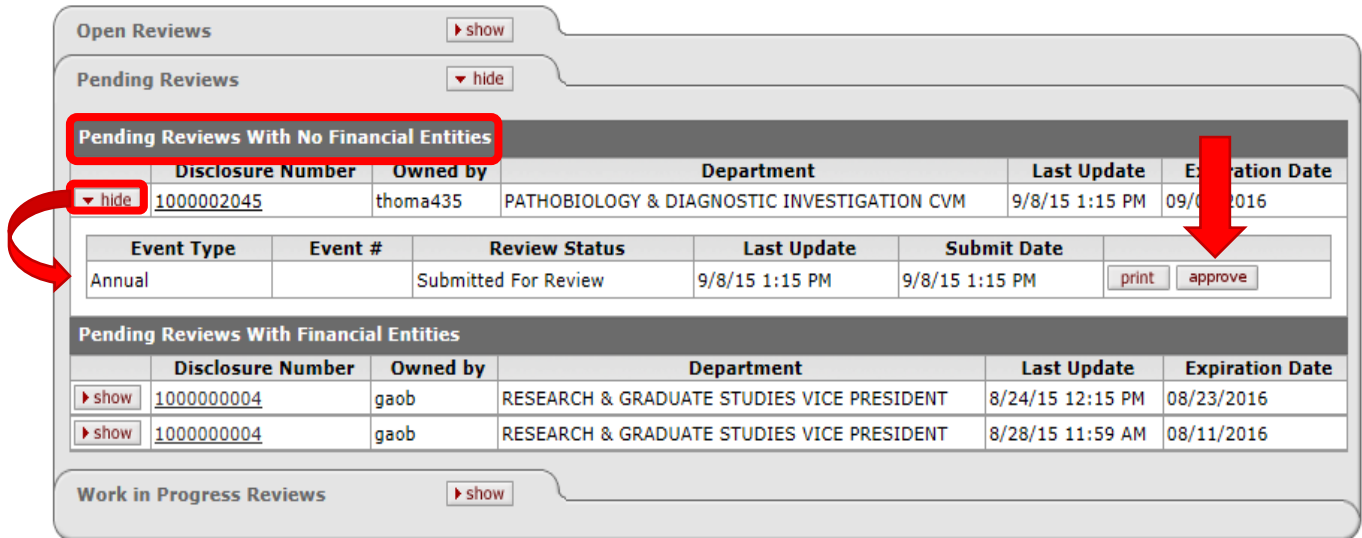 Open Reviews show
Pending Reviews hide
Pending Reviews With No Financial Entities
Disclosure Number Owned by Department Last Update Ex ration Date
hide 1000002045 thoma435 PATHOBIOLOGY & DIAGNOSTIC INVESTIGATION CVM 9/8/15 1:15 PM 09/0 2016
Event Type Event # Review Status Last Update Submit Date
Annual Submitted For Review 9/8/15 1:15 PM 9/8/15 1:15 PM print approve
Pending Reviews With Financial Entities
Disclosure Number Owned by Department Last Update Expiration Date
show 1000000004 gaob RESEARCH & GRADUATE STUDIES VICE PRESIDENT 8/24/15 12:15 PM 08/23/2016
show 1000000004 gaob RESEARCH & GRADUATE STUDIES VICE PRESIDENT 8/28/15 11:59 AM 08/11/2016
Work in Progress Reviews show